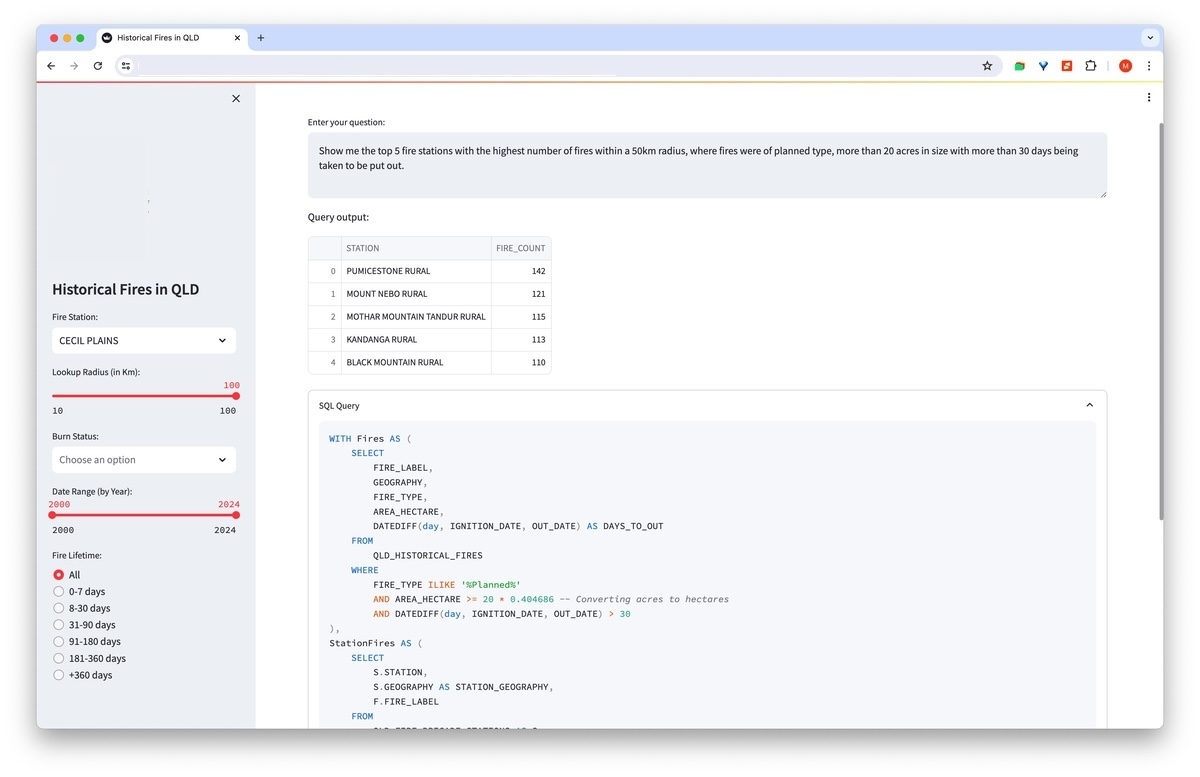 Historical Fires in QLD
M
Historical Fires in QLD
Fire Station:
CECIL PLAINS
Lookup Radius (in Km):
100
10 100
Burn Status:
Choose an option
Date Range (by Year):
2000 2024
2000 2024
Fire Lifetime:
All
0-7 days
8-30 days
31-90 days
91-180 days
181-360 days
+360 days
Enter your question:
Show me the top 5 fire stations with the highest number of fires within a 50km radius, where fires were of planned type, more than 20 acres in size with more than 30 days being
taken to be put out.
Query output:
STATION FIRE_COUNT
0 PUMICESTONE RURAL 142
1 MOUNT NEBO RURAL 121
2 MOTHAR MOUNTAIN TANDUR RURAL 115
3 KANDANGA RURAL 113
4 BLACK MOUNTAIN RURAL 110
SQL Query
WITH Fires AS (
SELECT
FIRE_LABEL,
GEOGRAPHY,
FIRE_TYPE,
AREA_HECTARE,
DATEDIFF(day, IGNITION_DATE, OUT_DATE) AS DAYS_TO_OUT
FROM
QLD_HISTORICAL_FIRES
WHERE
FIRE_TYPE ILIKE '%Planned%'
AND AREA_HECTARE >= 20 * 0.404686 -- Converting acres to hectares
AND DATEDIFF(day, IGNITION_DATE, OUT_DATE) > 30
),
StationFires AS (
SELECT
S.STATION,
S.GEOGRAPHY AS STATION_GEOGRAPHY,
F.FIRE_LABEL
FROM